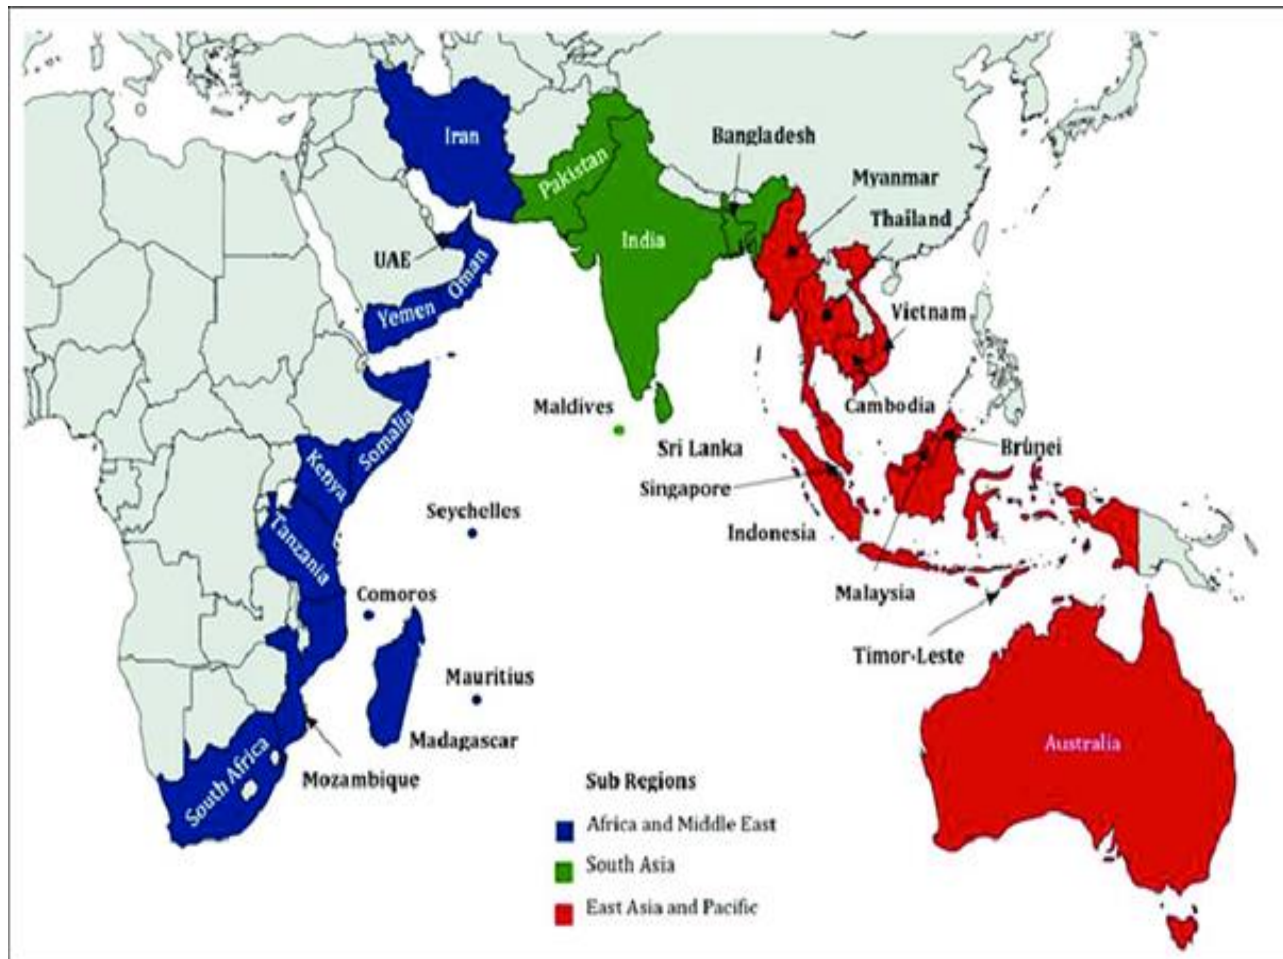 Iran
Pakistan
Bangladesh
Myanmar
Thailand
India
UAE
Oman
Yemen
Vietnam
Maldives
Cambodia
Somalia
Kenya
Sri Lanka
Brunei
Singapore
Seychelles
Indonesia
Tanzania
Comoros
Malaysia
Timor-Leste
Mauritius
Madagascar
Australia
South Africa
Mozambique
Sub Regions
Africa and Middle East
South Asia
East Asia and Pacific